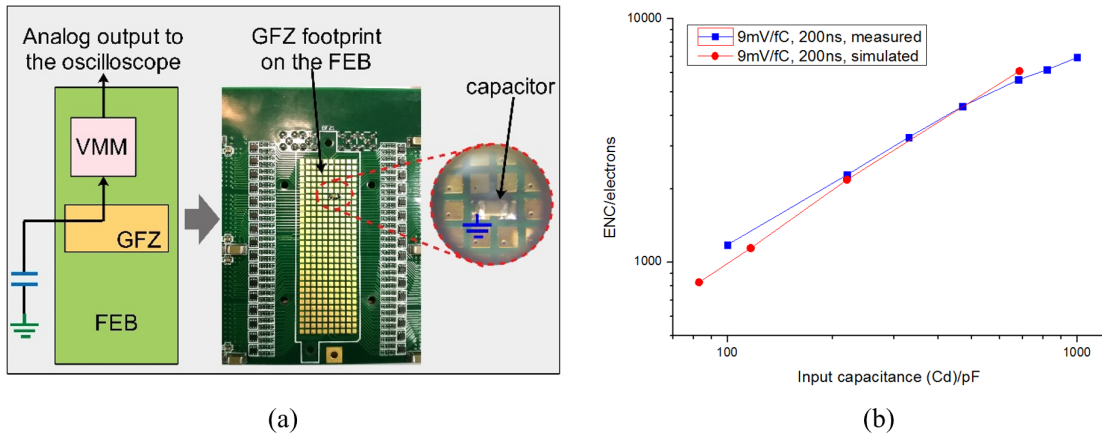 Analog output to
the oscilloscope
VMM
GFZ
FEB
GFZ footprint
on the FEB
capacitor
(a)
10000
1000
ENC/electrons
9mV/fC, 200ns, measured
9mV/fC, 200ns, simulated
100
1000
Input capacitance (Cd)/pF
(b)